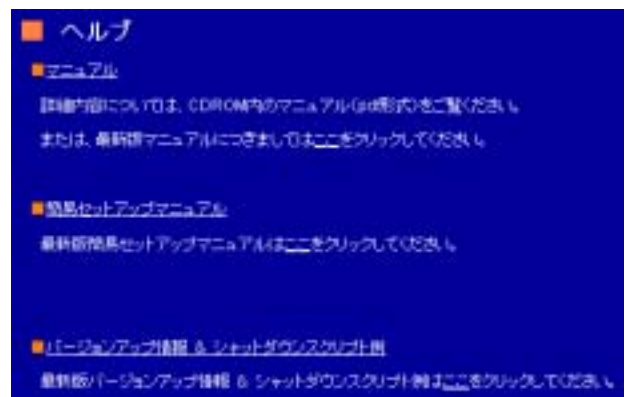 ヘルプ
マニュアル
詳細内容については、CDROM内のマニュアル(pdf形式)をご覧ください。
または、最新版マニュアルにつきましてはここをクリックしてください。
簡易セットアップマニュアル
最新版簡易セットアップマニュアルはここをクリックしてください。
バージョンアップ情報 & シャットダウンスクリプト例
最新版バージョンアップ情報 & シャットダウンスクリプト例はここをクリックしてください。